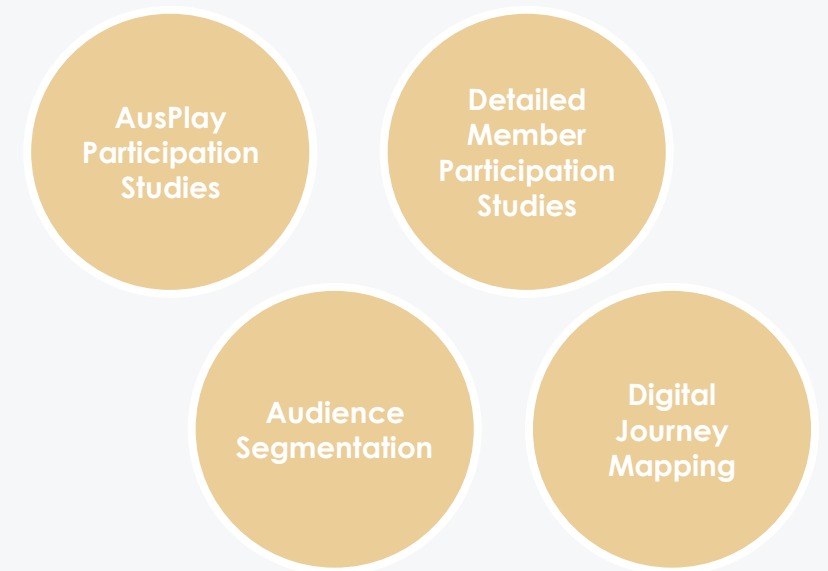 AusPlay
Participation
Studies
Detailed
Member
Participation
Studies
Audience
Segmentation
Digital
Journey
Mapping